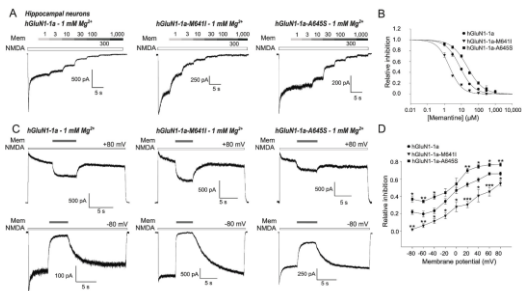 A
Hippocampal neurons
hGluN1-1a - 1 mM Mg²⁺
hGluN1-1a-M641I - 1 mM Mg²⁺
hGluN1-1a-A645S - 1 mM Mg²⁺
Mem 1 3 10 30 100 1,000
300
NMDA
1 3 10 30 100 1,000
300
1 3 10 30 100 1,000
300
500 pA
5 s
250 pA
5 s
200 pA
5 s
B
hGluN1-1a
hGluN1-1a-M641I
hGluN1-1a-A645S
Relative inhibition
1.2
1.0
0.8
0.6
0.4
0.2
0.0
0.01 0.1 1 10 100 1,000 10,000
[Memantine] (µM)
C
hGluN1-1a - 1 mM Mg²⁺
hGluN1-1a-M641I - 1 mM Mg²⁺
hGluN1-1a-A645S - 1 mM Mg²⁺
Mem
NMDA
+80 mV
+80 mV
+80 mV
500 pA
5 s
500 pA
5 s
500 pA
5 s
Mem
NMDA
-80 mV
-80 mV
-80 mV
100 pA
5 s
500 pA
5 s
250 pA
5 s
D
hGluN1-1a
hGluN1-1a-M641I
hGluN1-1a-A645S
Relative inhibition
0.8
0.6
0.4
0.2
0.0
-80 -60 -40 -20 0 20 40 60 80
Membrane potential (mV)